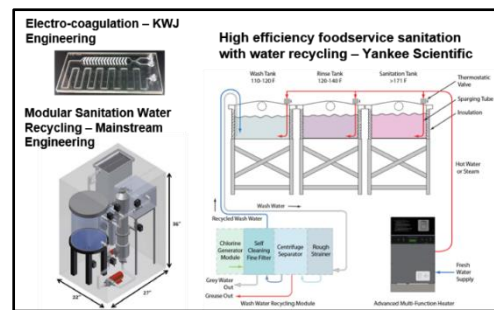 Electro-coagulation – KWJ
Engineering
Modular Sanitation Water
Recycling – Mainstream
Engineering
36"
22"
27"
High efficiency foodservice sanitation
with water recycling – Yankee Scientific
Wash Tank
110-120 F
Rinse Tank
120-140 F
Sanitation Tank
>171 F
Thermostatic
Valve
Sparging Tube
Insulation
Hot Water
or Steam
Wash Water
Recycled Wash Water
Chlorine
Generator
Module
Self
Cleaning
Fine Filter
Centrifuge
Separator
Rough
Strainer
Grey Water
Out
Grease Out
Wash Water Recycling Module
Fresh
Water
Supply
Advanced Multi-Function Heater